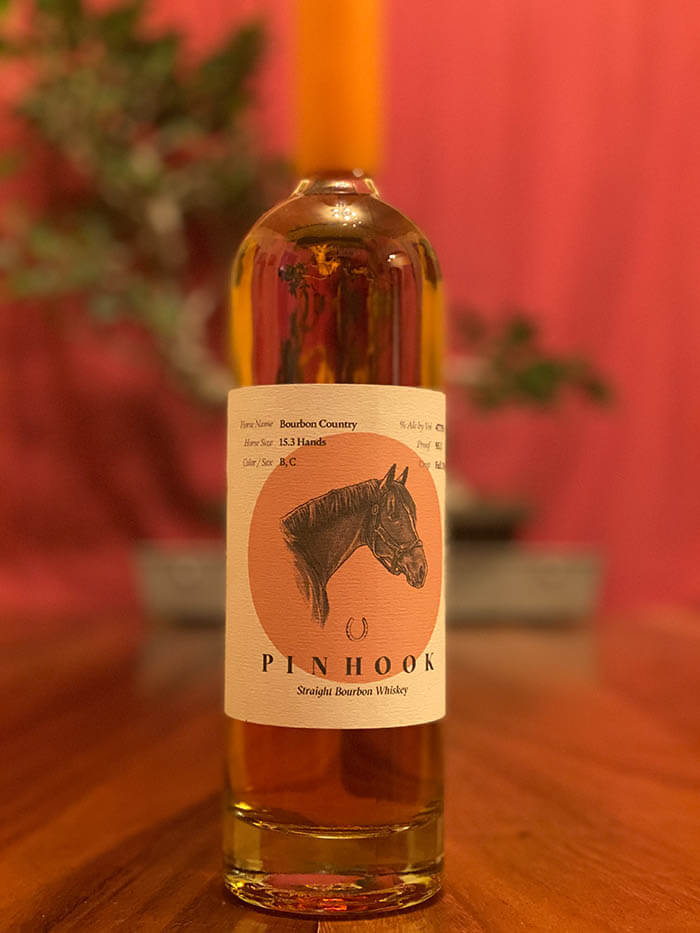 Horse Name Bourbon Country
Horse Size 15.3 Hands
Color / Sex B, C
% Alc by Vol
Proof
Crop
PINHOOK
Straight Bourbon Whiskey